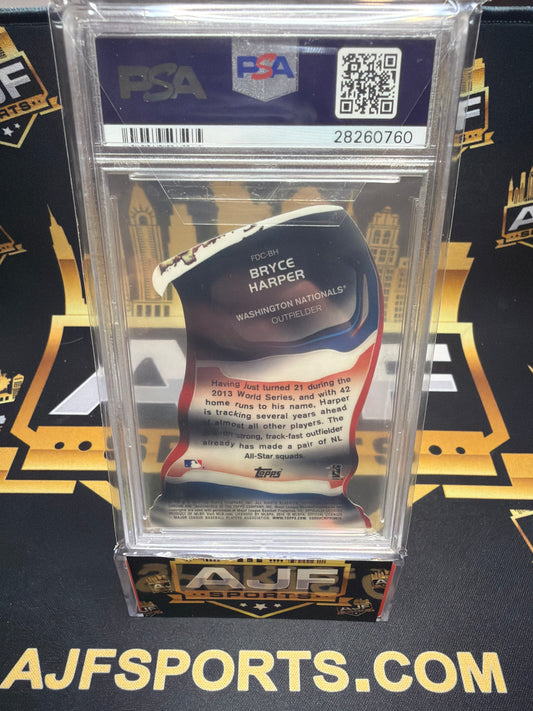 PSA
PSA
28260760
AJF
SPORTS
FDC-BH
BRYCE
HARPER
WASHINGTON NATIONALS®
OUTFIELDER
Having just turned 21 during the
2013 World Series, and with 42
home runs to his name, Harper
is tracking several years ahead
of almost all other players. The
strong, track-fast outfielder
already has made a pair of NL
All-Star squads.
TOPPS
AJF
SPORTS
AJFSPORTS.COM